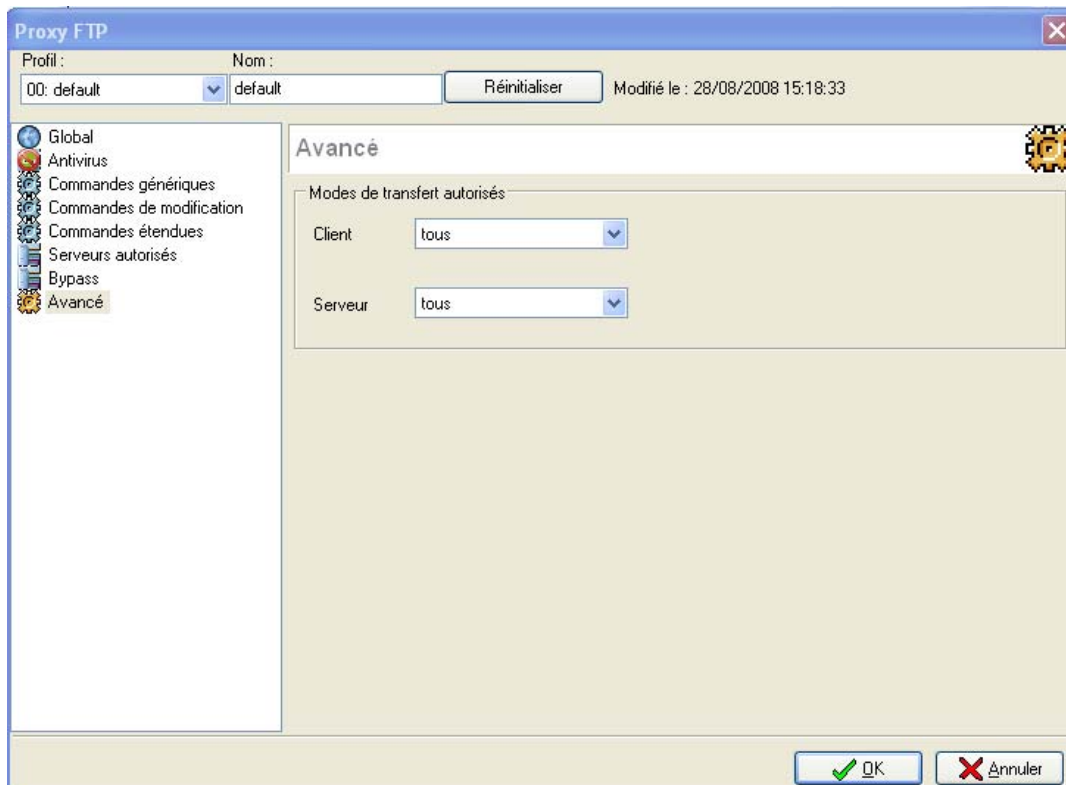 Proxy FTP
Profil :
Nom :
00: default
default
Réinitialiser
Modifié le : 28/08/2008 15:18:33
Global
Antivirus
Commandes génériques
Commandes de modification
Commandes étendues
Serveurs autorisés
Bypass
Avancé
Avancé
Modes de transfert autorisés
Client
tous
Serveur
tous
OK
Annuler